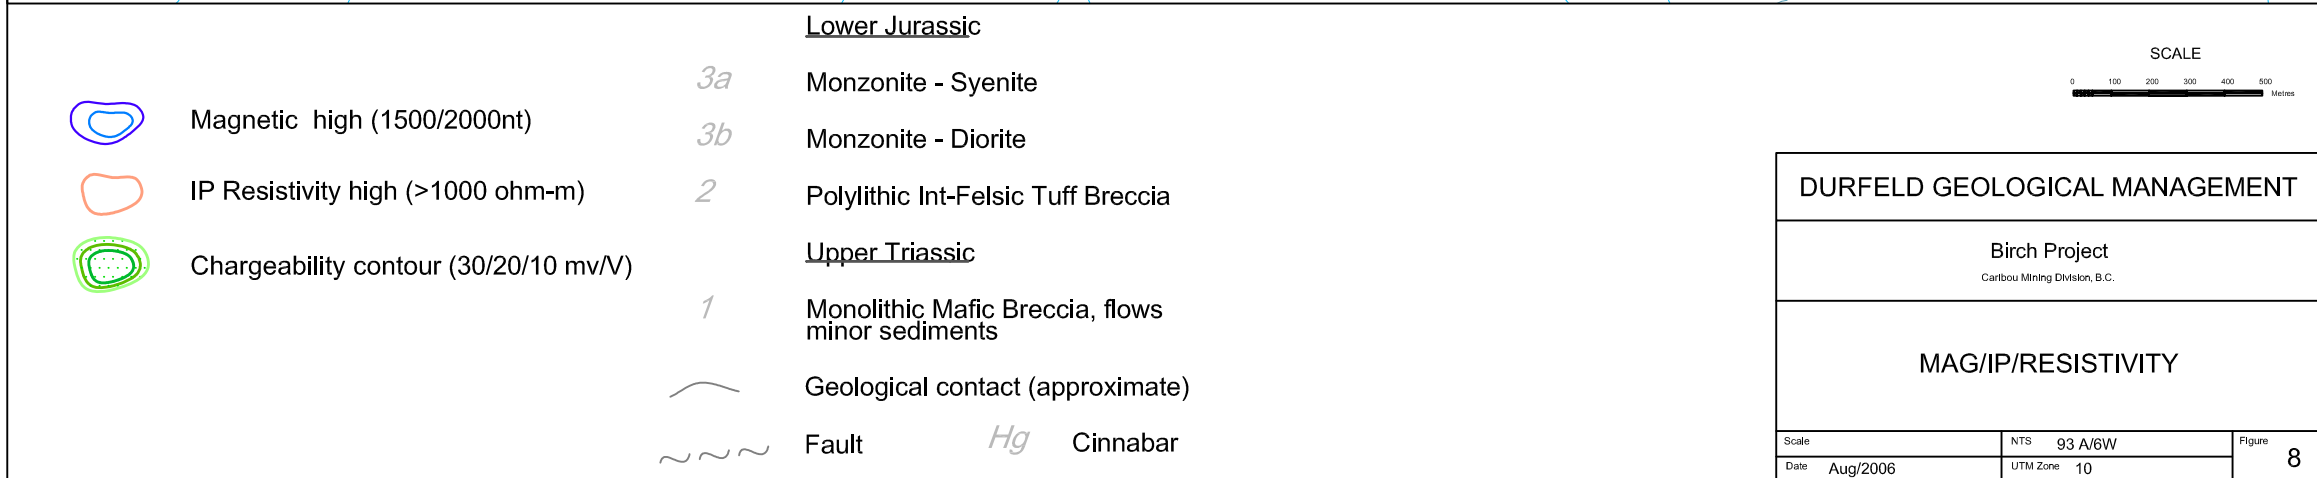 Magnetic high (1500/2000nt)
IP Resistivity high (>1000 ohm-m)
Chargeability contour (30/20/10 mv/V)
Lower Jurassic
3a Monzonite - Syenite
3b Monzonite - Diorite
2 Polylithic Int-Felsic Tuff Breccia
Upper Triassic
1 Monolithic Mafic Breccia, flows
minor sediments
Geological contact (approximate)
Fault Hg Cinnabar
SCALE
0 100 200 300 400 500
Metres
DURFELD GEOLOGICAL MANAGEMENT
Birch Project
Caribou Mining Division, B.C.
MAG/IP/RESISTIVITY
Scale NTS 93 A/6W Figure 8
Date Aug/2006 UTM Zone 10